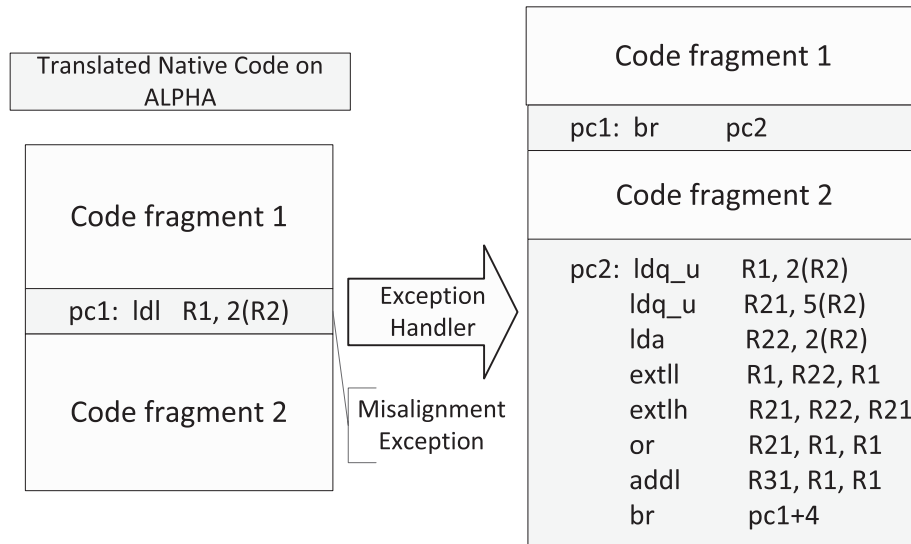 Translated Native Code on
ALPHA
Code fragment 1
pc1: ldl R1, 2(R2)
Code fragment 2
Exception
Handler
Misalignment
Exception
Code fragment 1
pc1: br pc2
Code fragment 2
pc2: ldq_u R1, 2(R2)
ldq_u R21, 5(R2)
lda R22, 2(R2)
extll R1, R22, R1
extlh R21, R22, R21
or R21, R1, R1
addl R31, R1, R1
br pc1+4